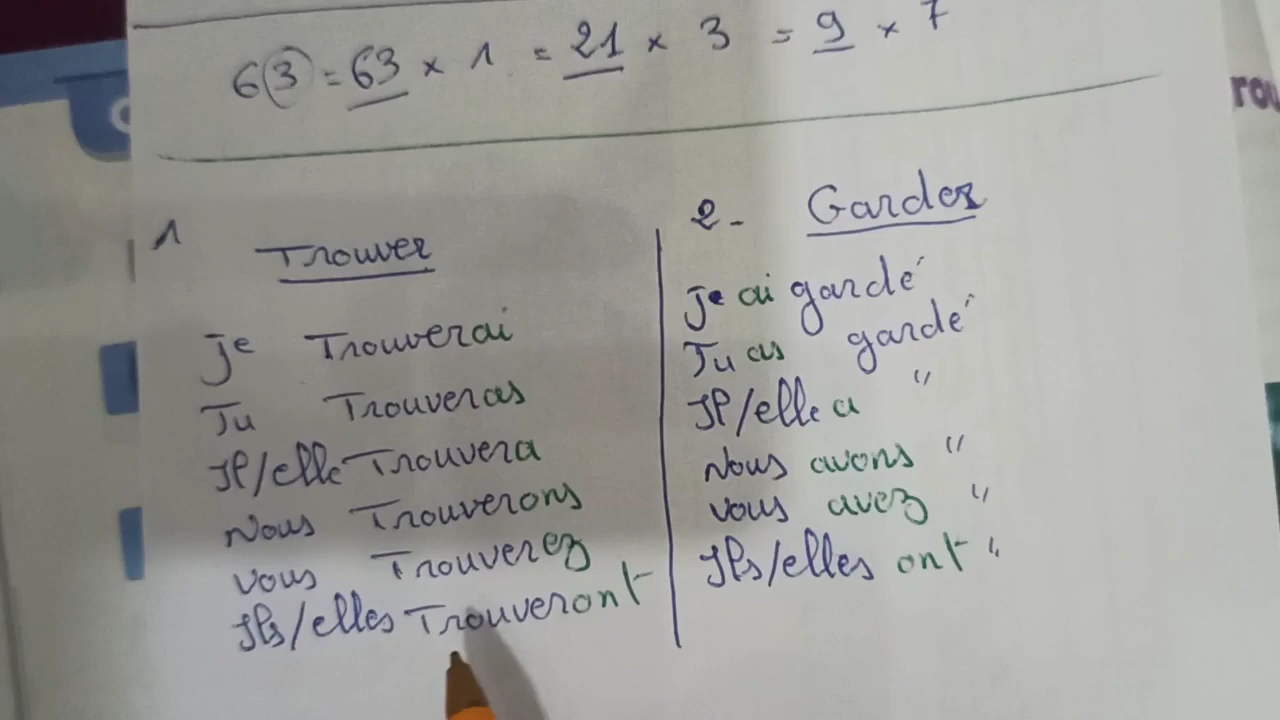 63 = 63 × 1 = 21 × 3 = 9 × 7
1 Trouver
je Trouverai
Tu Trouveras
Il/elle Trouvera
Nous Trouverons
vous Trouverez
Ils/elles Trouveront
2- Garder
je ai gardé
Tu as gardé
Il/elle a "
Nous avons "
vous avez "
Ils/elles ont "
rou